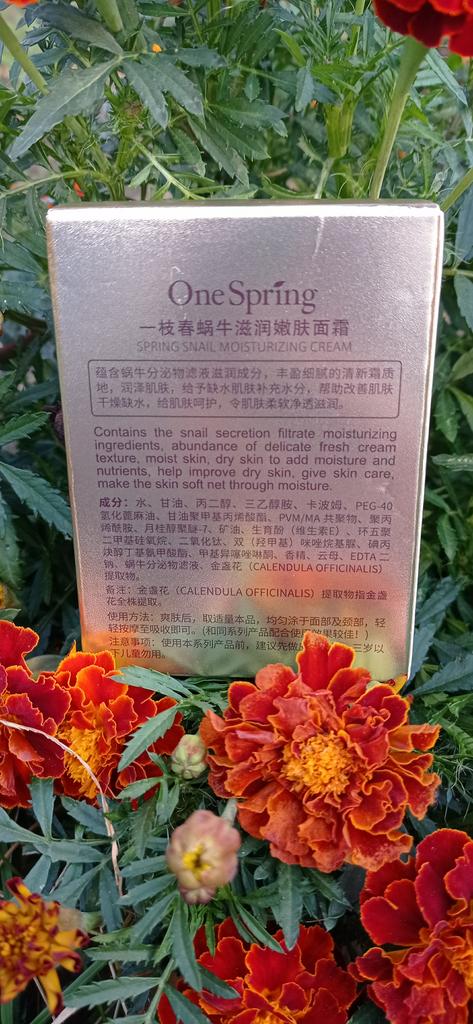 One Spring
一枝春蜗牛滋润嫩肤面霜
SPRING SNAIL MOISTURIZING CREAM
蕴含蜗牛分泌物滤液滋润成分，丰盈细腻的清新霜质
地，润泽肌肤，给予缺水肌肤补充水分，帮助改善肌肤
干燥缺水，给肌肤呵护，令肌肤柔软净透滋润。
Contains the snail secretion filtrate moisturizing
ingredients, abundance of delicate fresh cream
texture, moist skin, dry skin to add moisture and
nutrients, help improve dry skin, give skin care,
make the skin soft net through moisture.
成分：水、甘油、丙二醇、三乙醇胺、卡波姆、PEG-40
氢化蓖麻油、甘油聚甲基丙烯酸酯、PVM/MA 共聚物、聚丙
烯酰胺、月桂醇聚醚-7、矿油、生育酚（维生素E）、环五聚
二甲基硅氧烷、二氧化钛、双（羟甲基）咪唑烷基脲、碘丙
炔醇丁基氨甲酸酯、甲基异噻唑啉酮、香精、云母、EDTA 二
钠、蜗牛分泌物滤液、金盏花（CALENDULA OFFICINALIS）
提取物。
备注：金盏花（CALENDULA OFFICINALIS）提取物指金盏
花全株提取。
使用方法：爽肤后，取适量本品，均匀涂于面部及颈部，轻
轻按摩至吸收即可。(和同系列产品配合使用效果较佳！)
注意事项：使用本系列产品前，建议先做 三岁以
下儿童勿用。